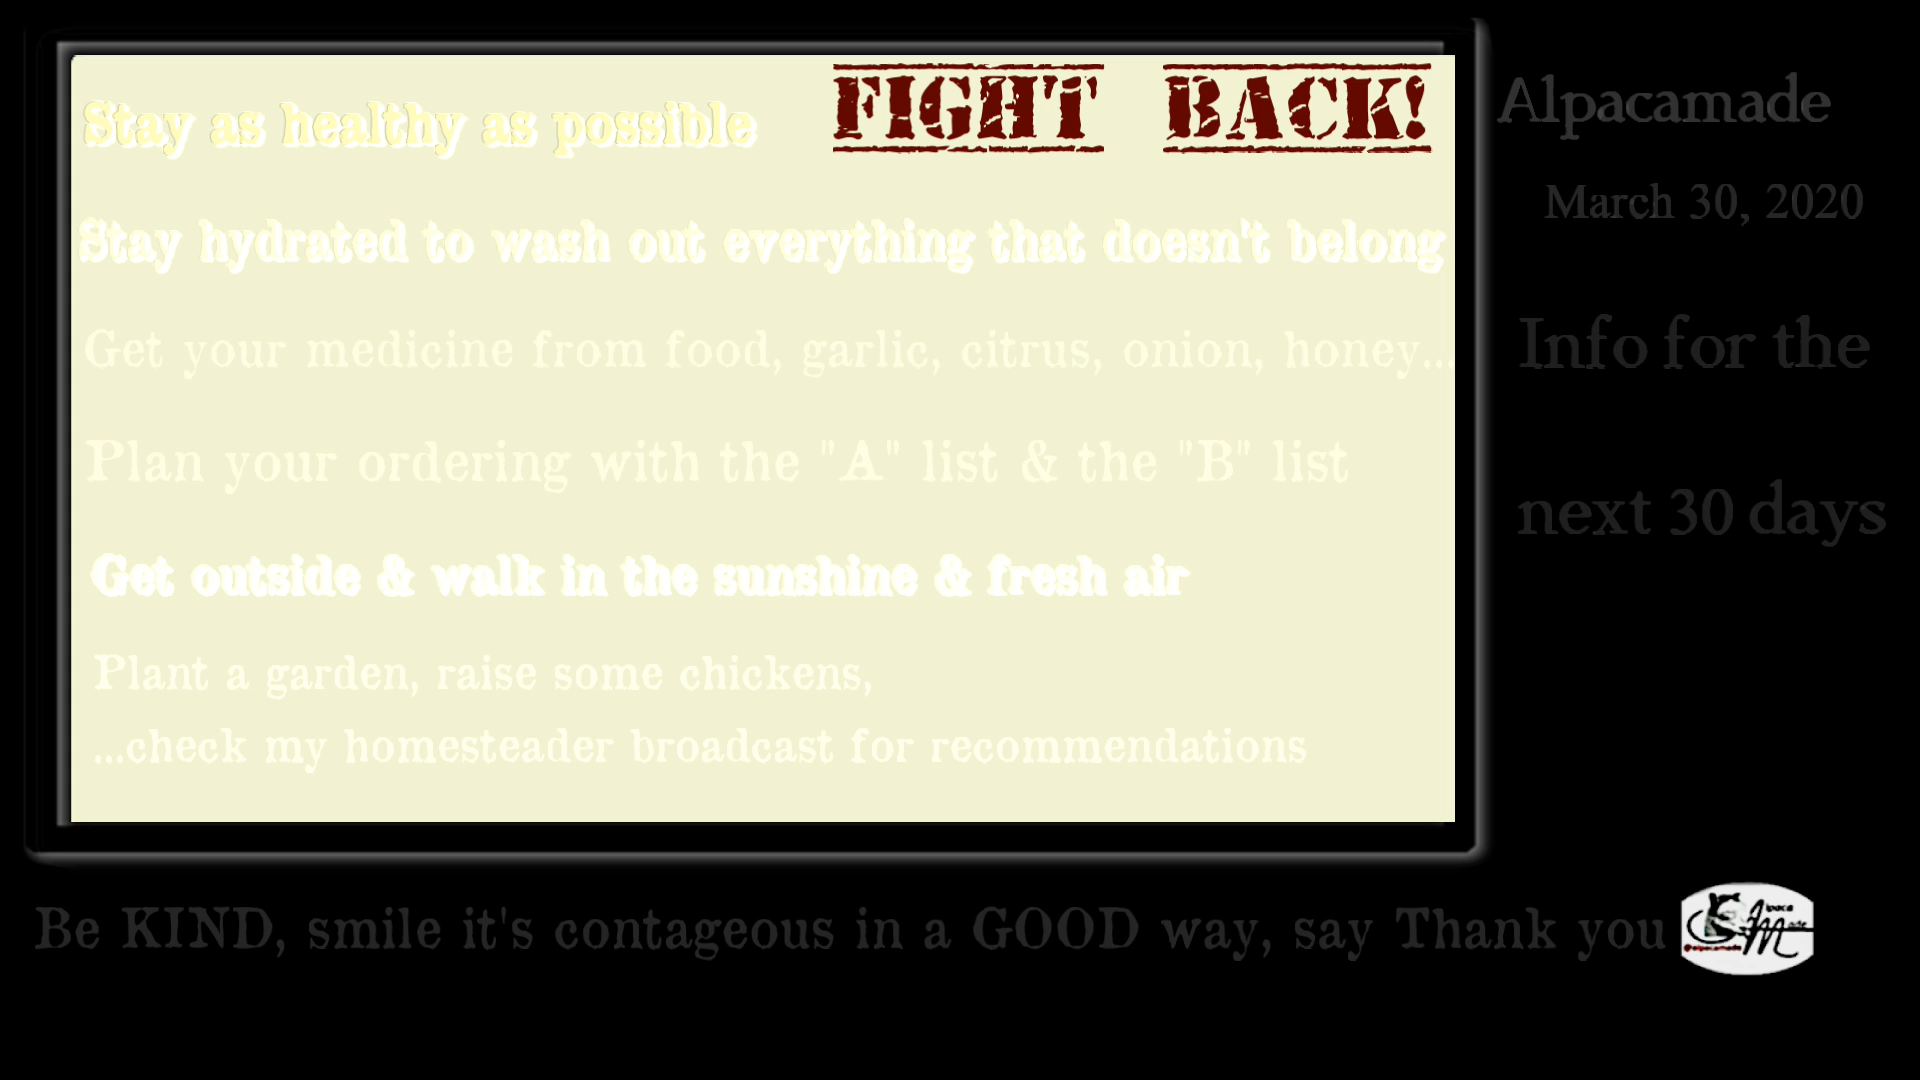 Stay as healthy as possible
FIGHT BACK!
Stay hydrated to wash out everything that doesn't belong
Get your medicine from food, garlic, citrus, onion, honey...
Plan your ordering with the "A" list & the "B" list
Get outside & walk in the sunshine & fresh air
Plant a garden, raise some chickens,
...check my homesteader broadcast for recommendations
Alpacamade
March 30, 2020
Info for the
next 30 days
Be KIND, smile it's contageous in a GOOD way, say Thank you
@alpacamade